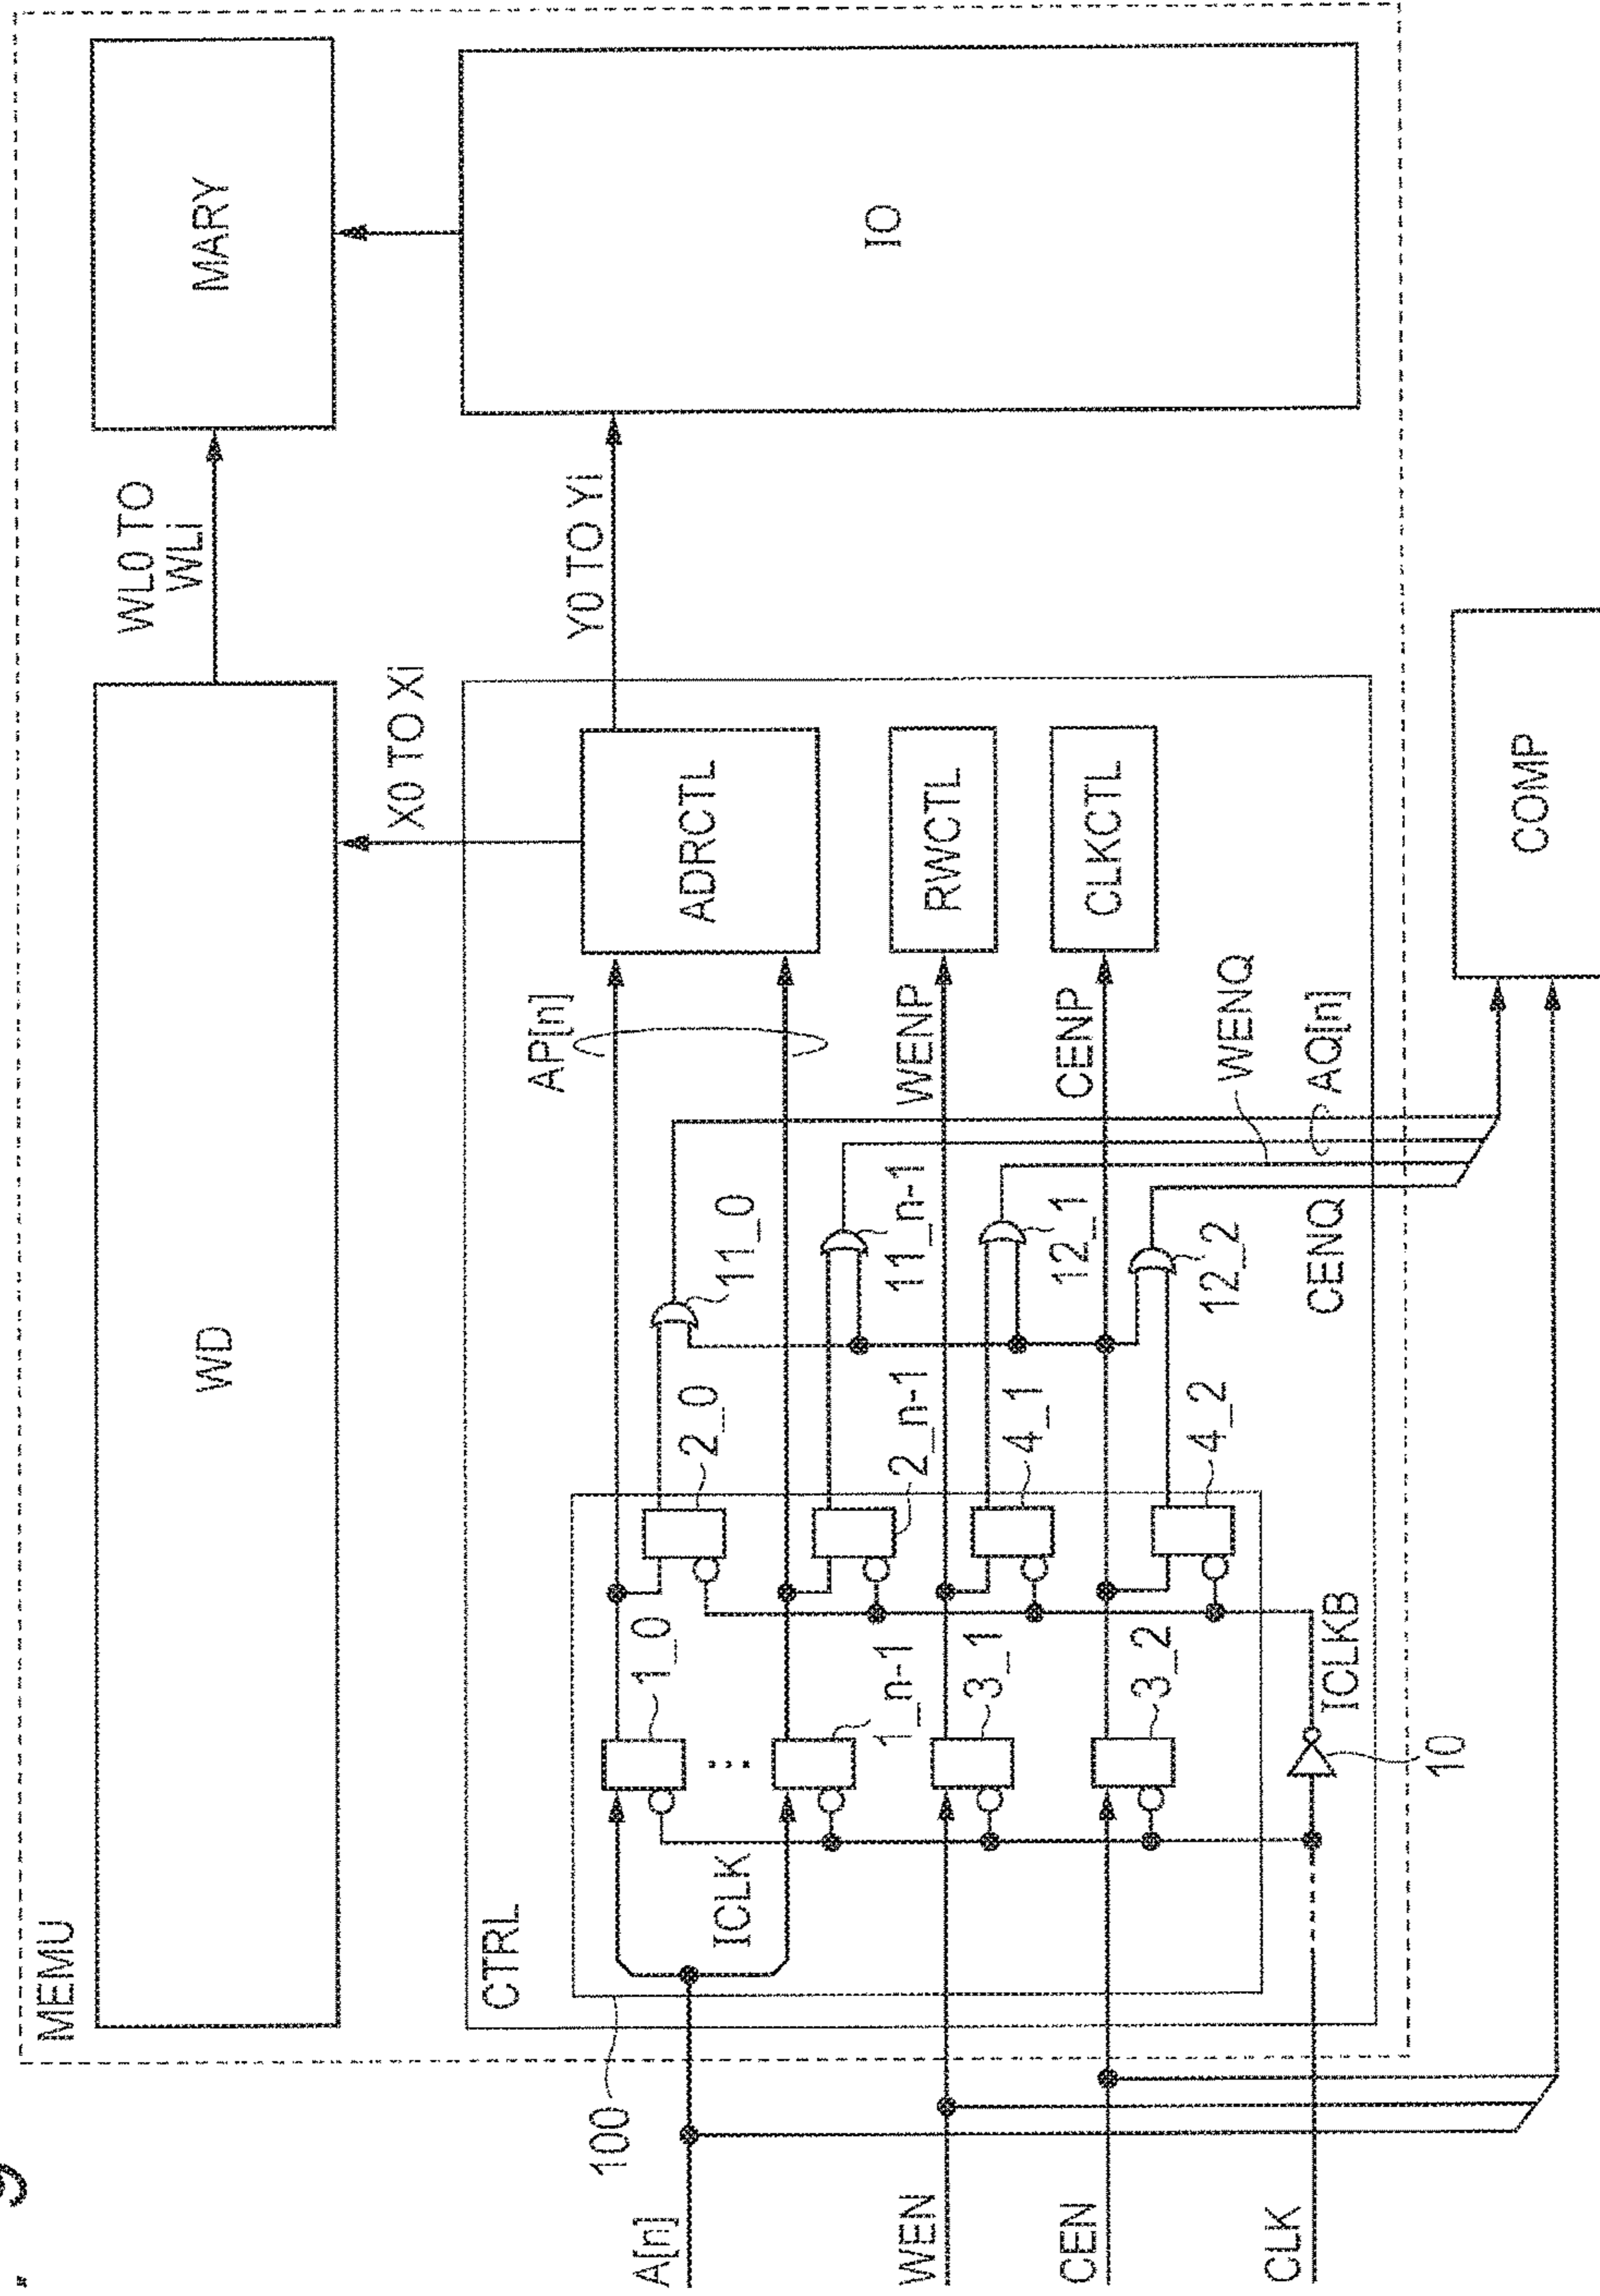 MEMU
WD
WL0 TO
WLi
MARY
X0 TO Xi
Y0 TO Yi
IO
CTRL
100
ADRCTL
AP[n]
RWCTL
WENP
CLKCTL
CENP
A[n]
ICLK
1_0
2_0
11_0
1_n-1
2_n-1
11_n-1
WEN
3_1
4_1
12_1
WENQ
CEN
3_2
4_2
12_2
AQ[n]
CENQ
CLK
10
ICLKB
COMP